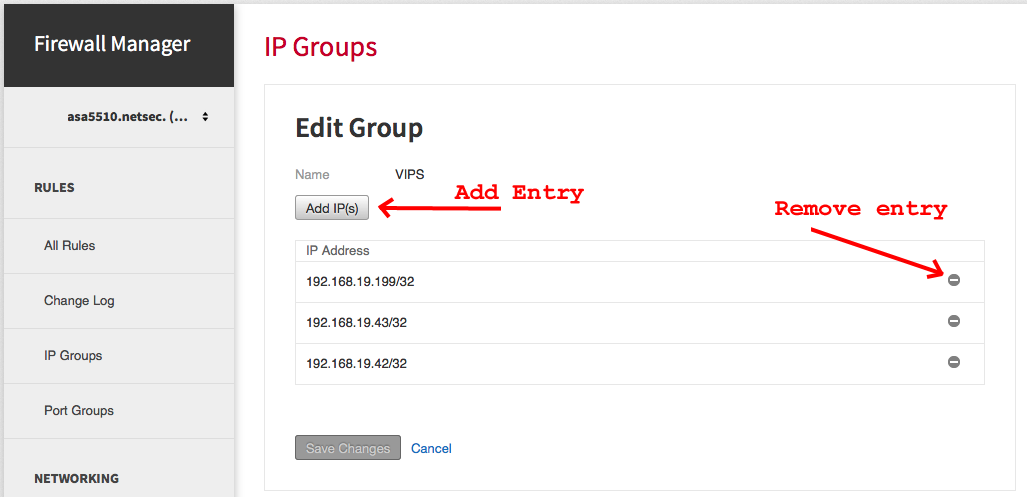 Firewall Manager
asa5510.netsec. (...
RULES
All Rules
Change Log
IP Groups
Port Groups
NETWORKING
IP Groups
Edit Group
Name VIPS
Add Entry
Add IP(s)
Remove entry
IP Address
192.168.19.199/32
192.168.19.43/32
192.168.19.42/32
Save Changes Cancel